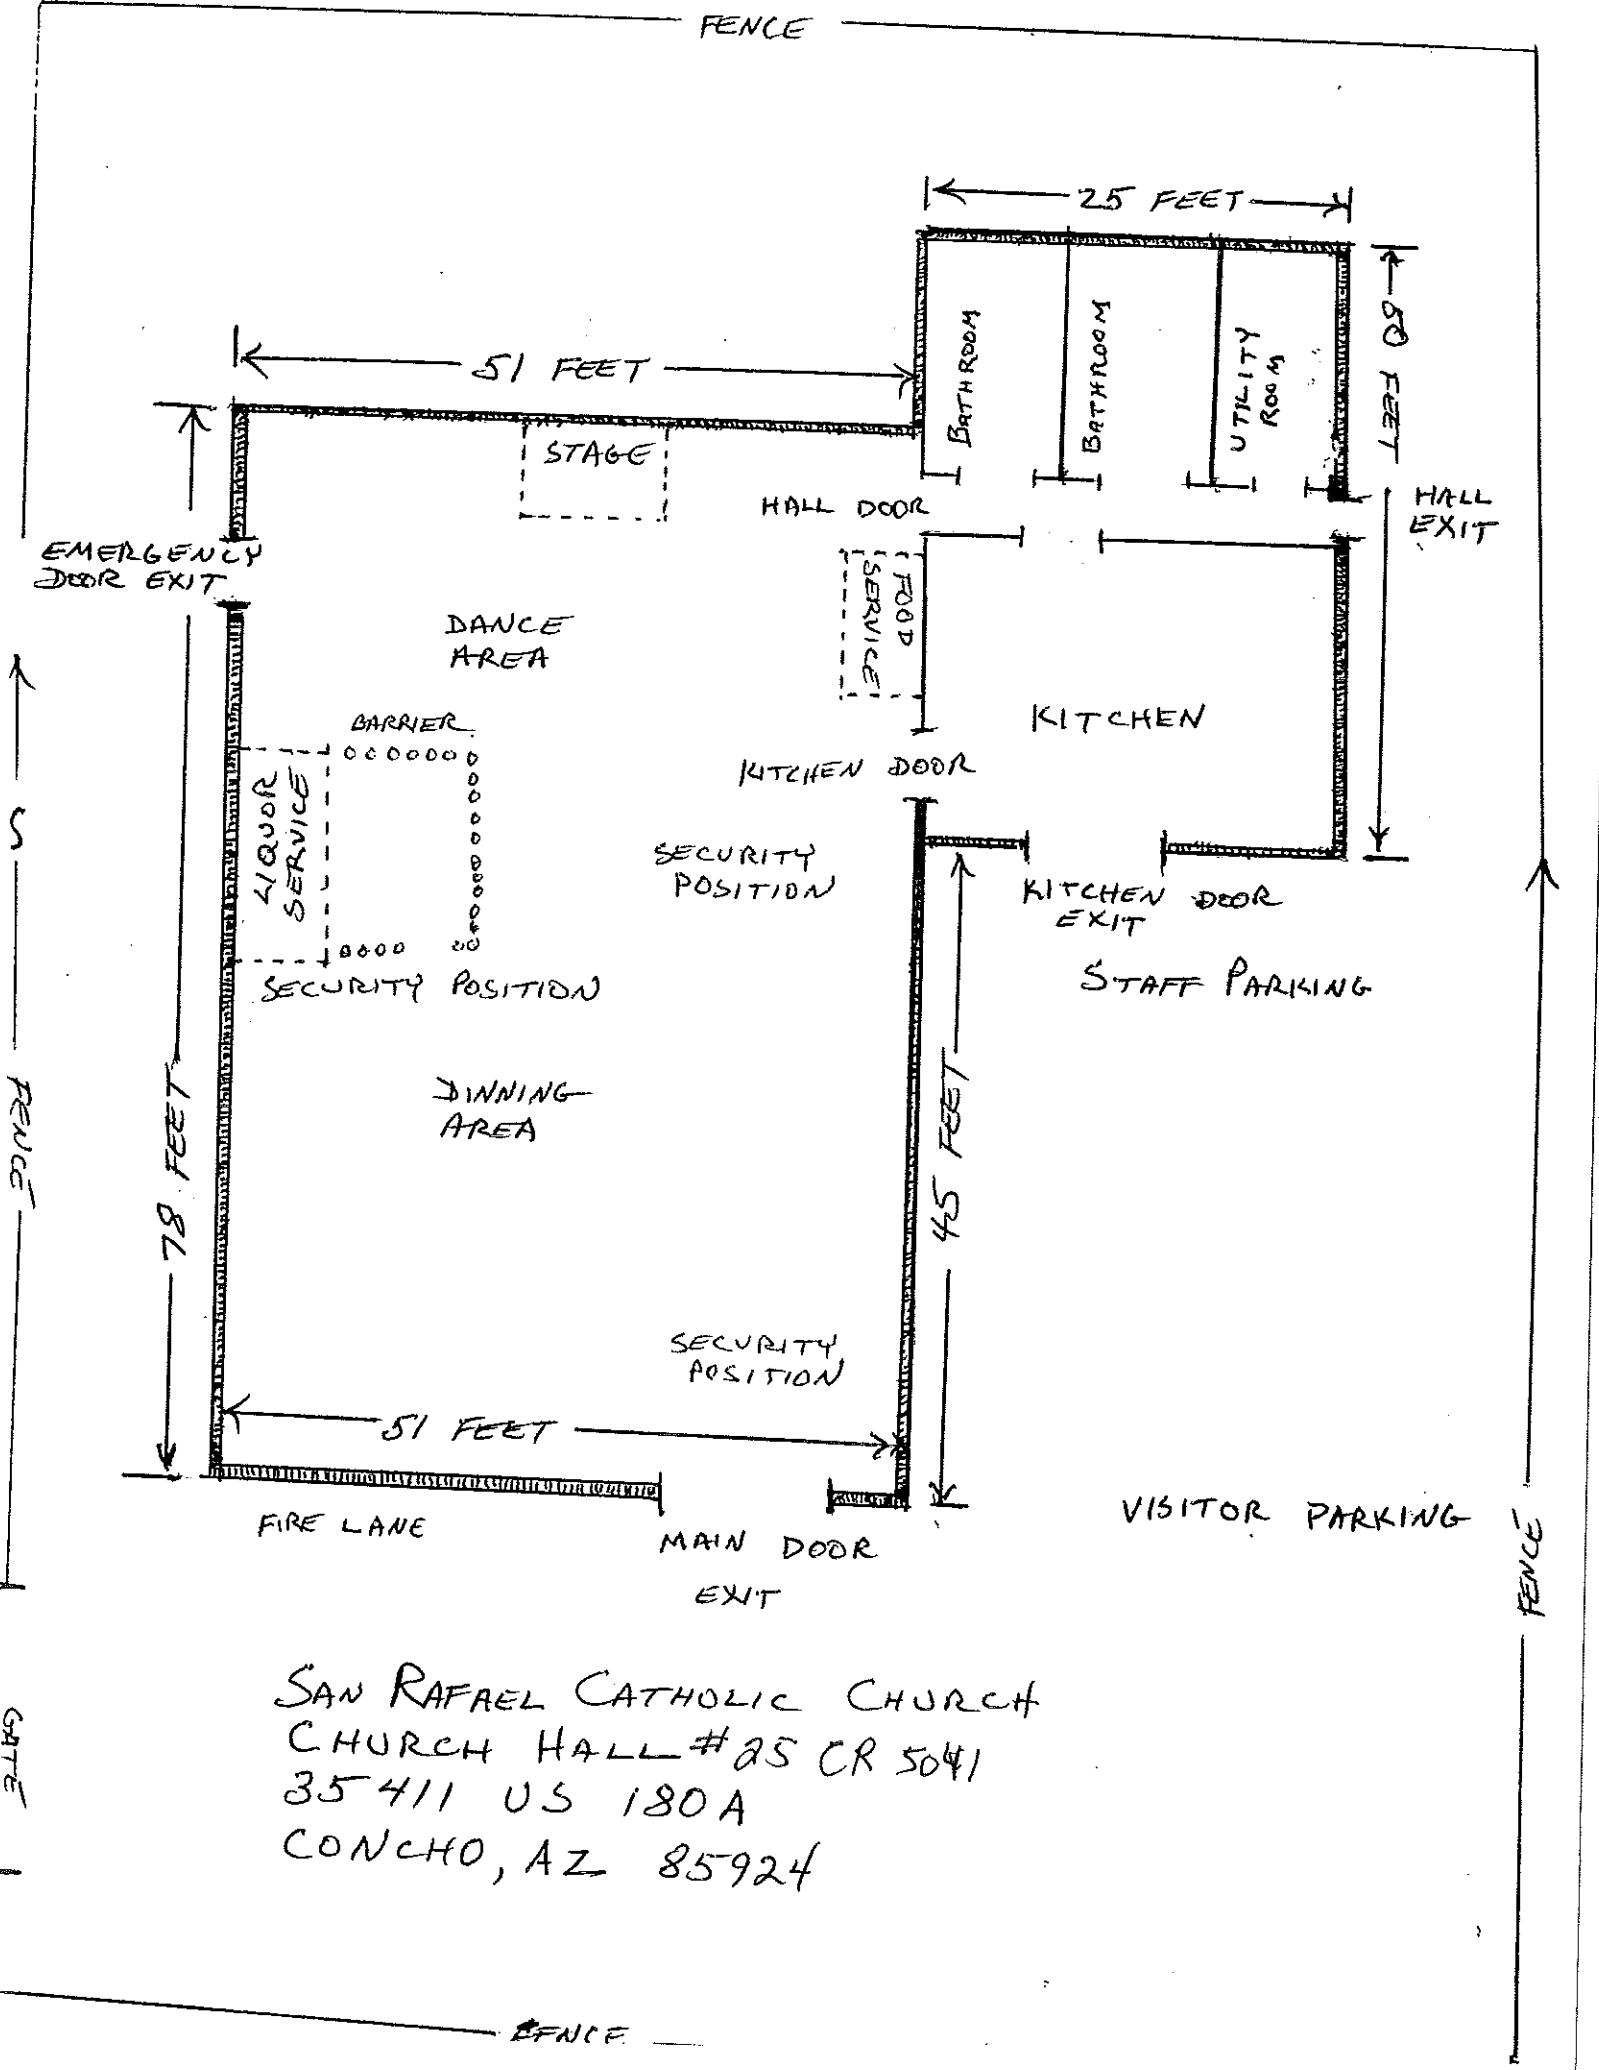 FENCE
25 FEET
50 FEET
51 FEET
BATHROOM
BATHROOM
UTILITY
ROOM
STAGE
HALL DOOR
HALL
EXIT
EMERGENCY
DOOR EXIT
FOOD
SERVICE
DANCE
AREA
BARRIER
KITCHEN
KITCHEN DOOR
LIQUOR
SERVICE
SECURITY
POSITION
KITCHEN DOOR
EXIT
SECURITY POSITION
STAFF PARKING
DINNING
AREA
78 FEET
45 FEET
FENCE
SECURITY
POSITION
51 FEET
FIRE LANE
MAIN DOOR
EXIT
VISITOR PARKING
FENCE
GATE
SAN RAFAEL CATHOLIC CHURCH
CHURCH HALL #25 CR 5041
35411 US 180A
CONCHO, AZ 85924
FENCE